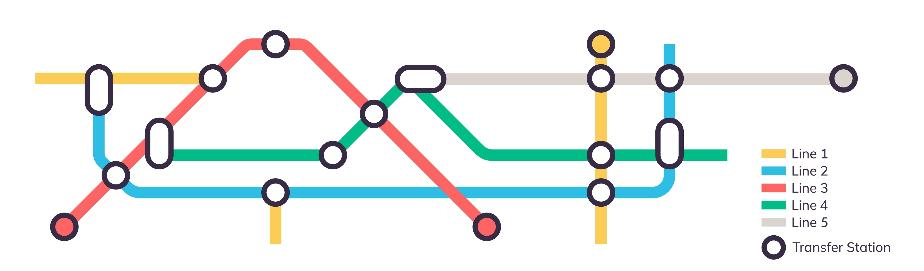 Line 1
Line 2
Line 3
Line 4
Line 5
Transfer Station